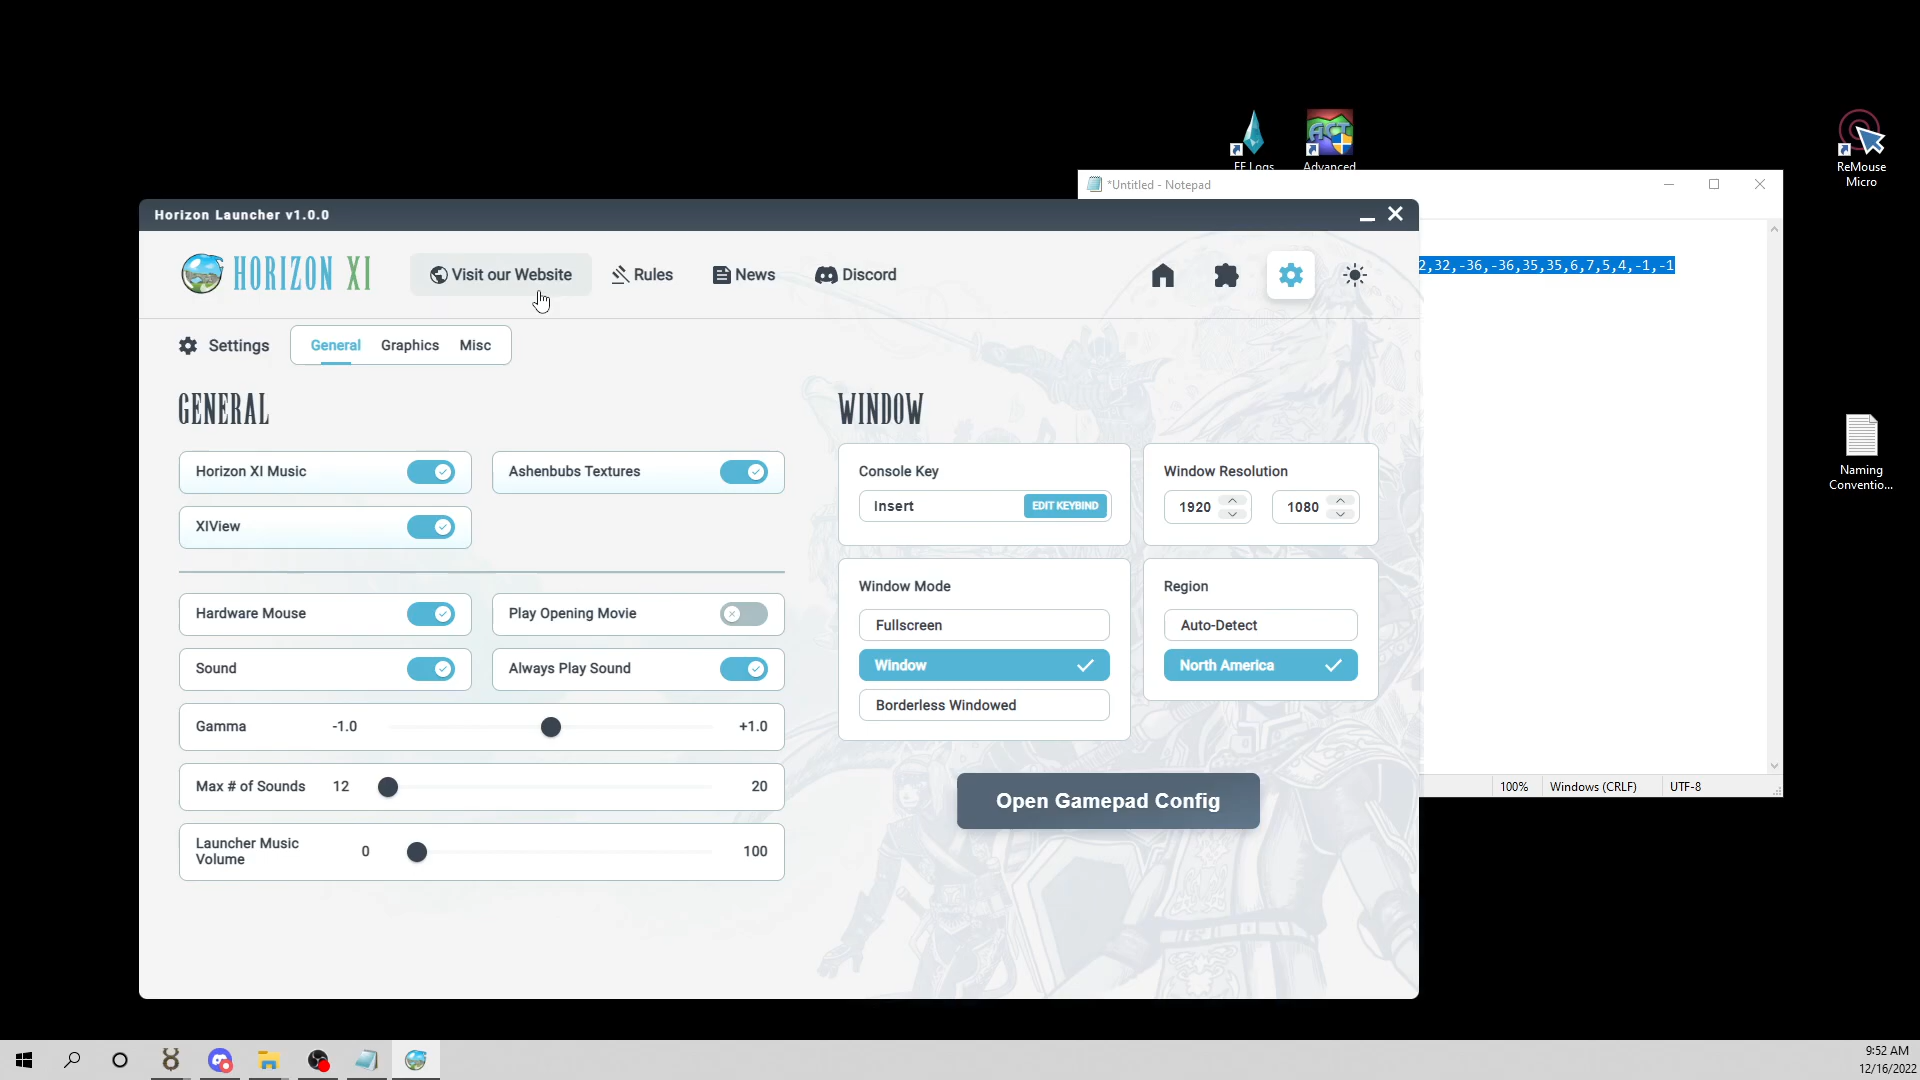 FF Logs
Advanced
ReMouse
Micro
*Untitled - Notepad
Horizon Launcher v1.0.0
HORIZON XI
Visit our Website
Rules
News
Discord
2,32,-36,-36,35,35,6,7,5,4,-1,-1
Settings
General
Graphics
Misc
GENERAL
WINDOW
Horizon XI Music
Ashenbubs Textures
XIView
Console Key
Insert
EDIT KEYBIND
Window Resolution
1920
1080
Naming
Conventio...
Hardware Mouse
Play Opening Movie
Sound
Always Play Sound
Window Mode
Fullscreen
Window
Borderless Windowed
Region
Auto-Detect
North America
Gamma
-1.0
+1.0
Max # of Sounds
12
20
Launcher Music
Volume
0
100
Open Gamepad Config
100%
Windows (CRLF)
UTF-8
9:52 AM
12/16/2022